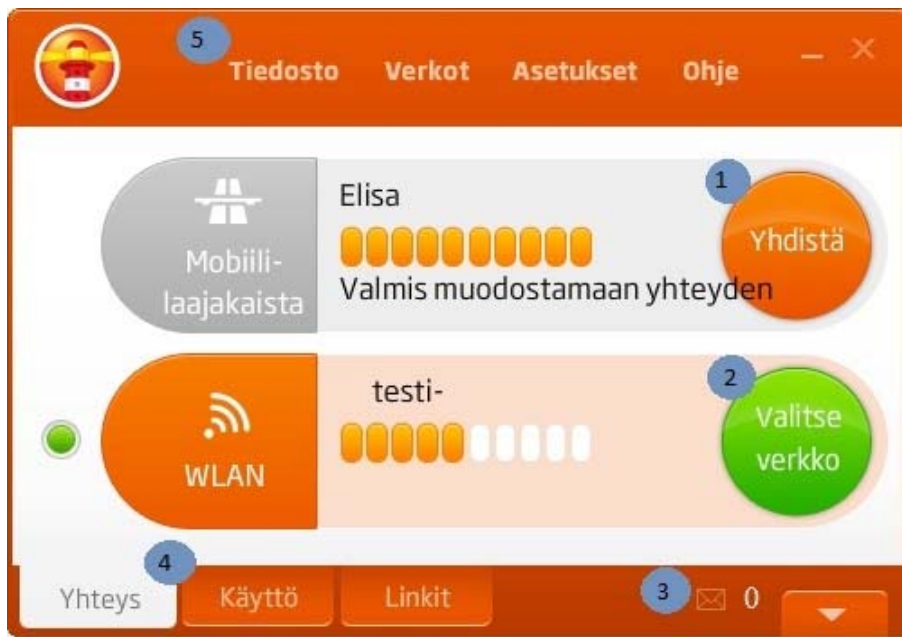 5
Tiedosto Verkot Asetukset Ohje
1
Elisa
Yhdistä
Mobiili-
laajakaista
Valmis muodostamaan yhteyden
2
testi-
Valitse
verkko
WLAN
4
Yhteys Käyttö Linkit
3
0